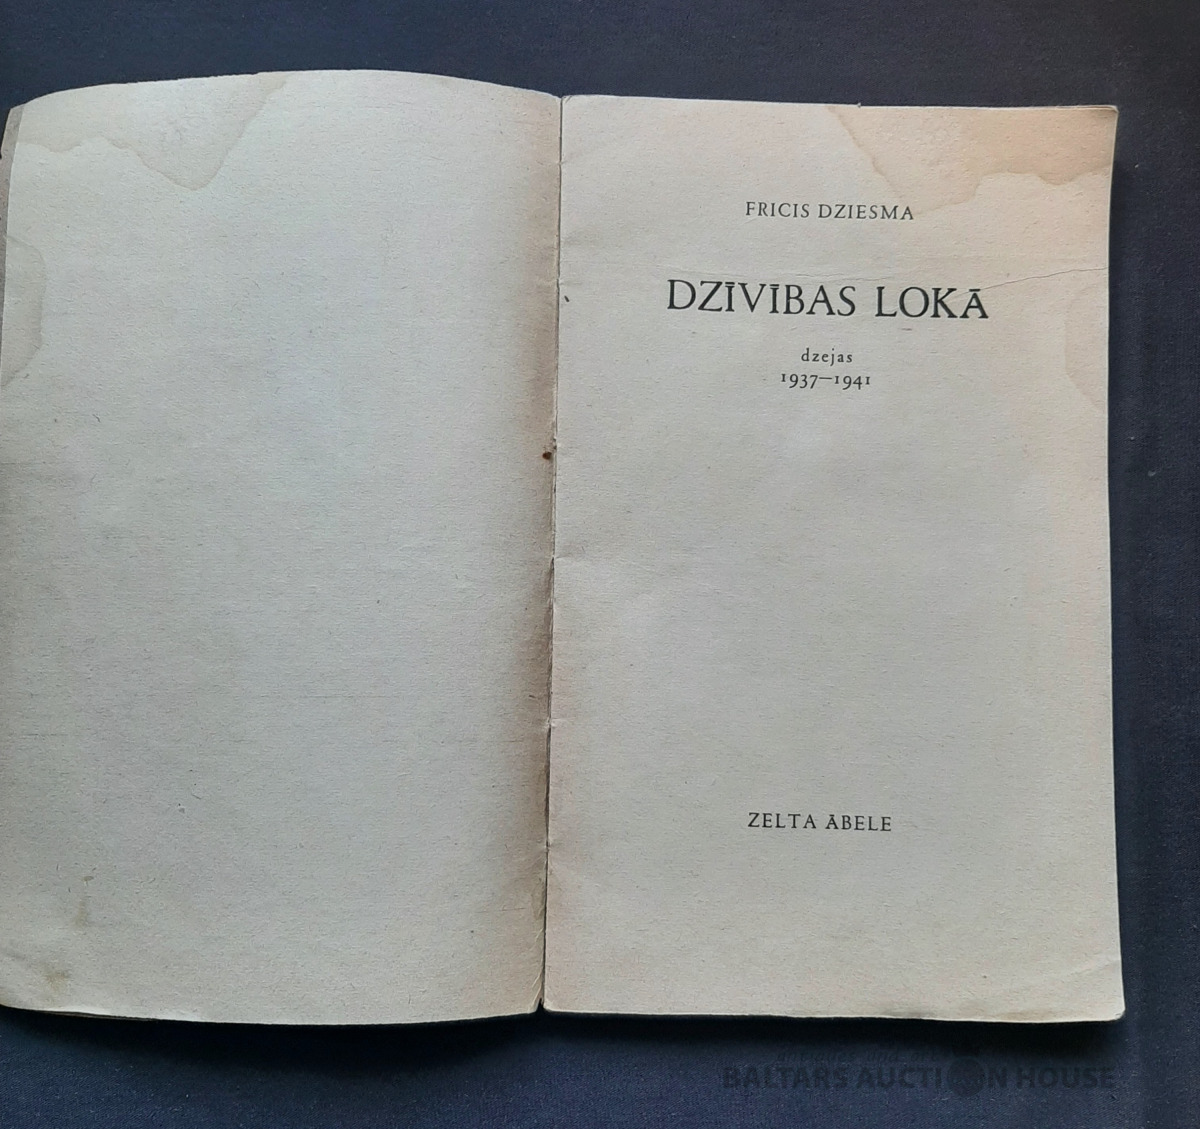 FRICIS DZIESMA
DZĪVĪBAS LOKĀ
dzejas
1937—1941
ZELTA ĀBELE
BALTARS AUCTION HOUSE